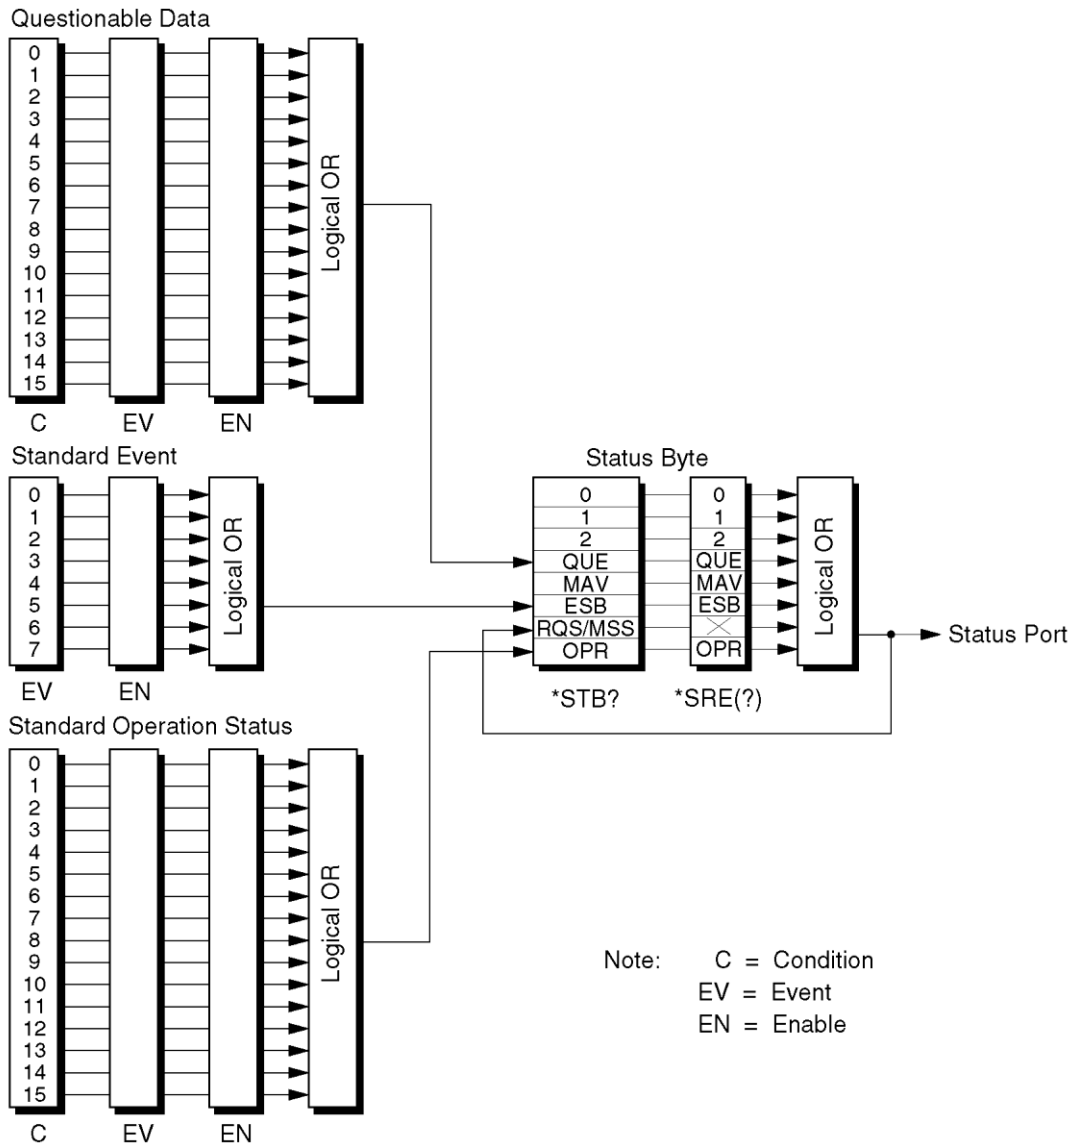 Questionable Data
0
1
2
3
4
5
6
7
8
9
10
11
12
13
14
15
Logical OR
C
EV
EN
Standard Event
0
1
2
3
4
5
6
7
Logical OR
EV
EN
Status Byte
0
1
2
QUE
MAV
ESB
RQS/MSS
OPR
*STB?
0
1
2
QUE
MAV
ESB
OPR
*SRE(?)
Logical OR
Status Port
Standard Operation Status
0
1
2
3
4
5
6
7
8
9
10
11
12
13
14
15
Logical OR
C
EV
EN
Note: C = Condition
EV = Event
EN = Enable